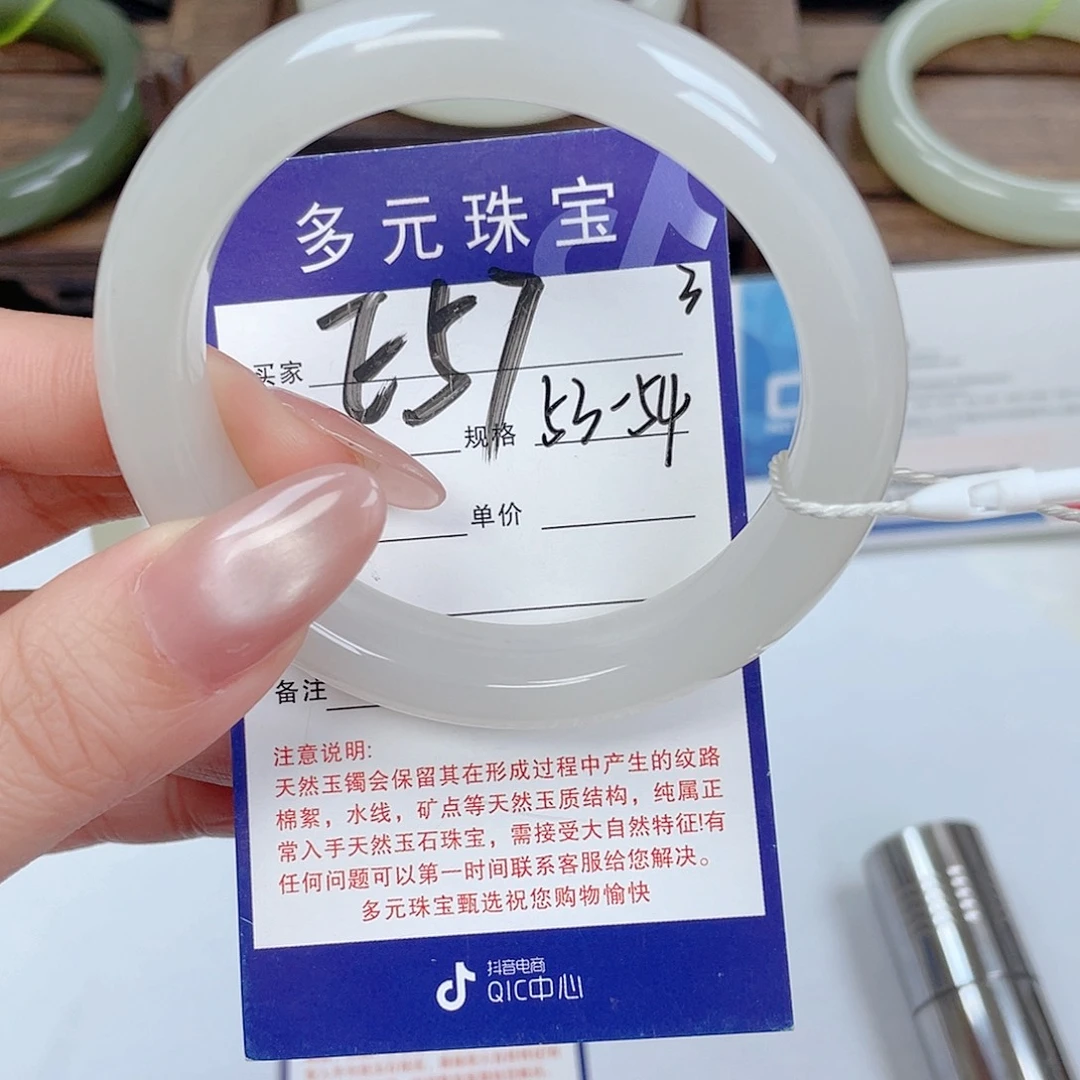 多元珠宝
3
买家 E57
规格 53-54
单价
备注
注意说明:
天然玉镯会保留其在形成过程中产生的纹路
棉絮，水线，矿点等天然玉质结构，纯属正
常入手天然玉石珠宝，需接受大自然特征!有
任何问题可以第一时间联系客服给您解决。
多元珠宝甄选祝您购物愉快
抖音电商
QIC中心